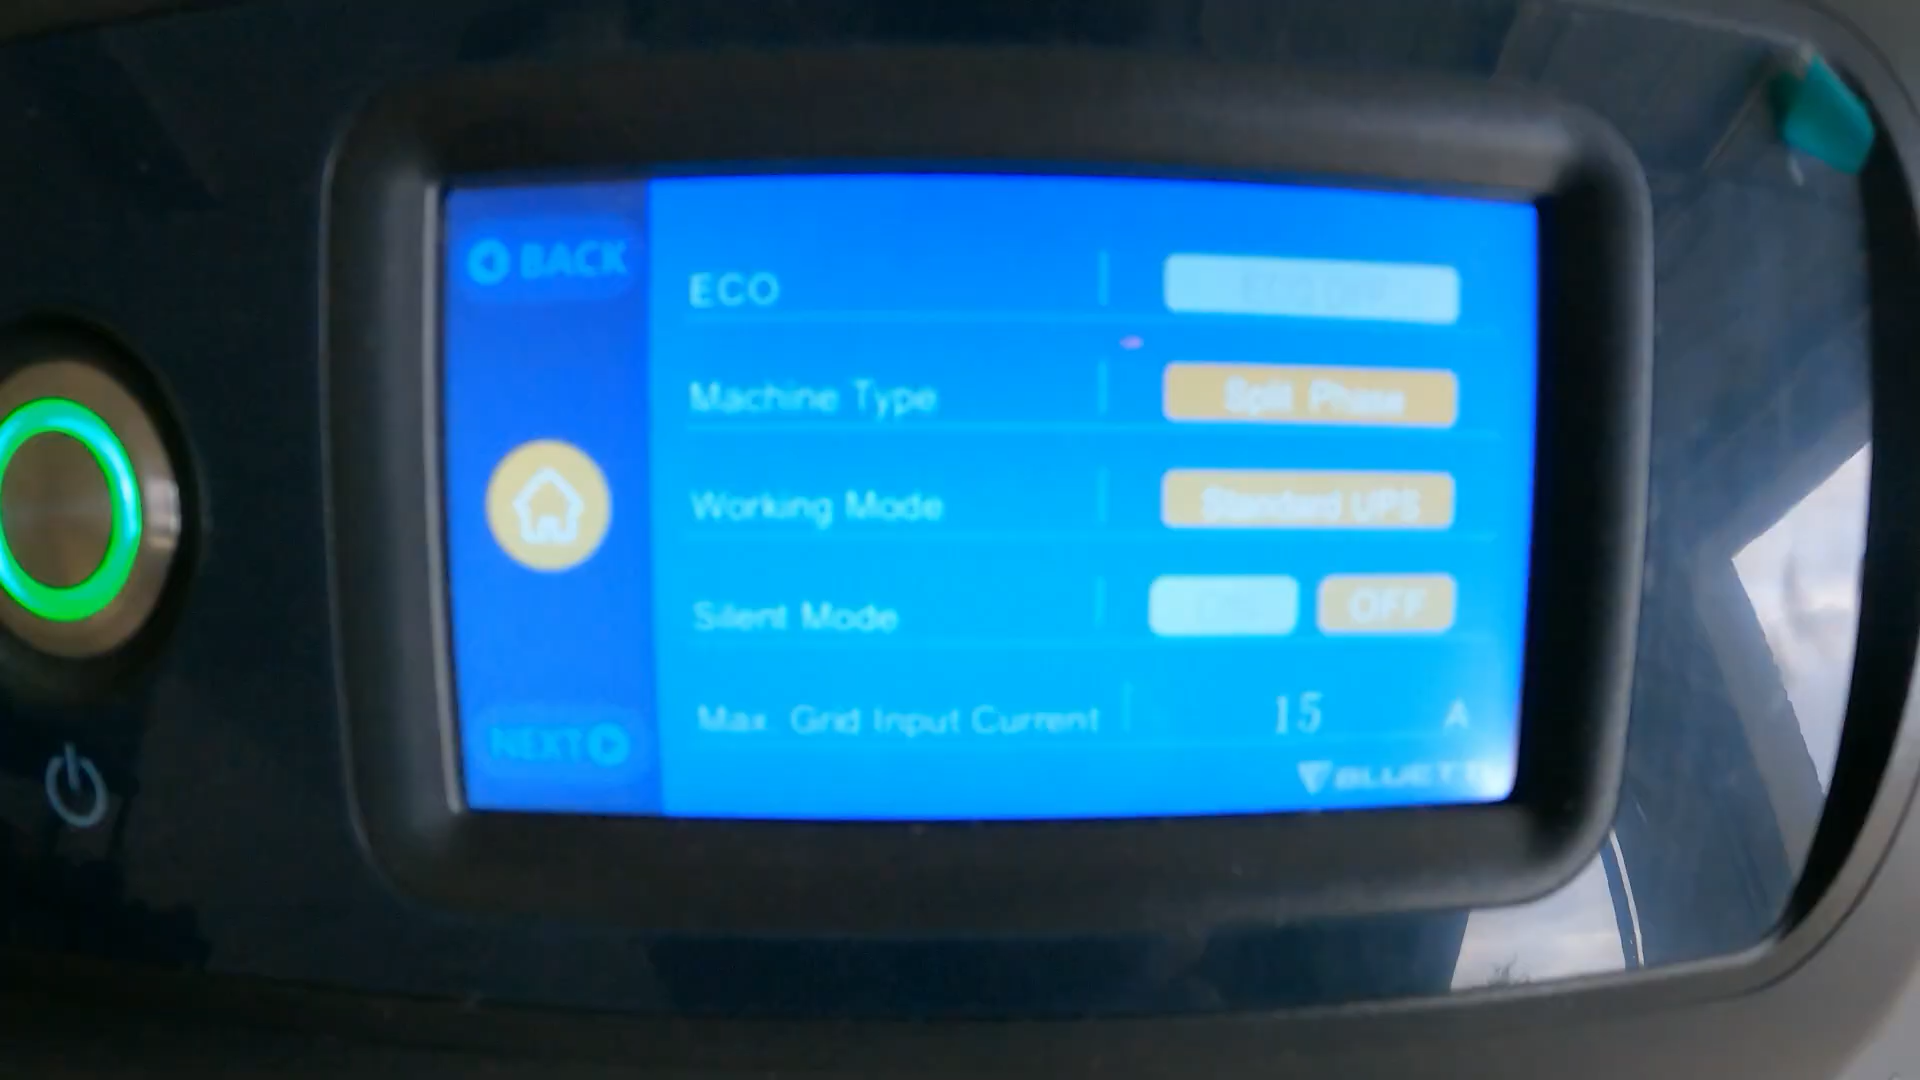 BACK
ECO
Machine Type Split Phase
Working Mode Standard UPS
Silent Mode OFF
Max. Grid Input Current 15 A
NEXT
BLUETTI